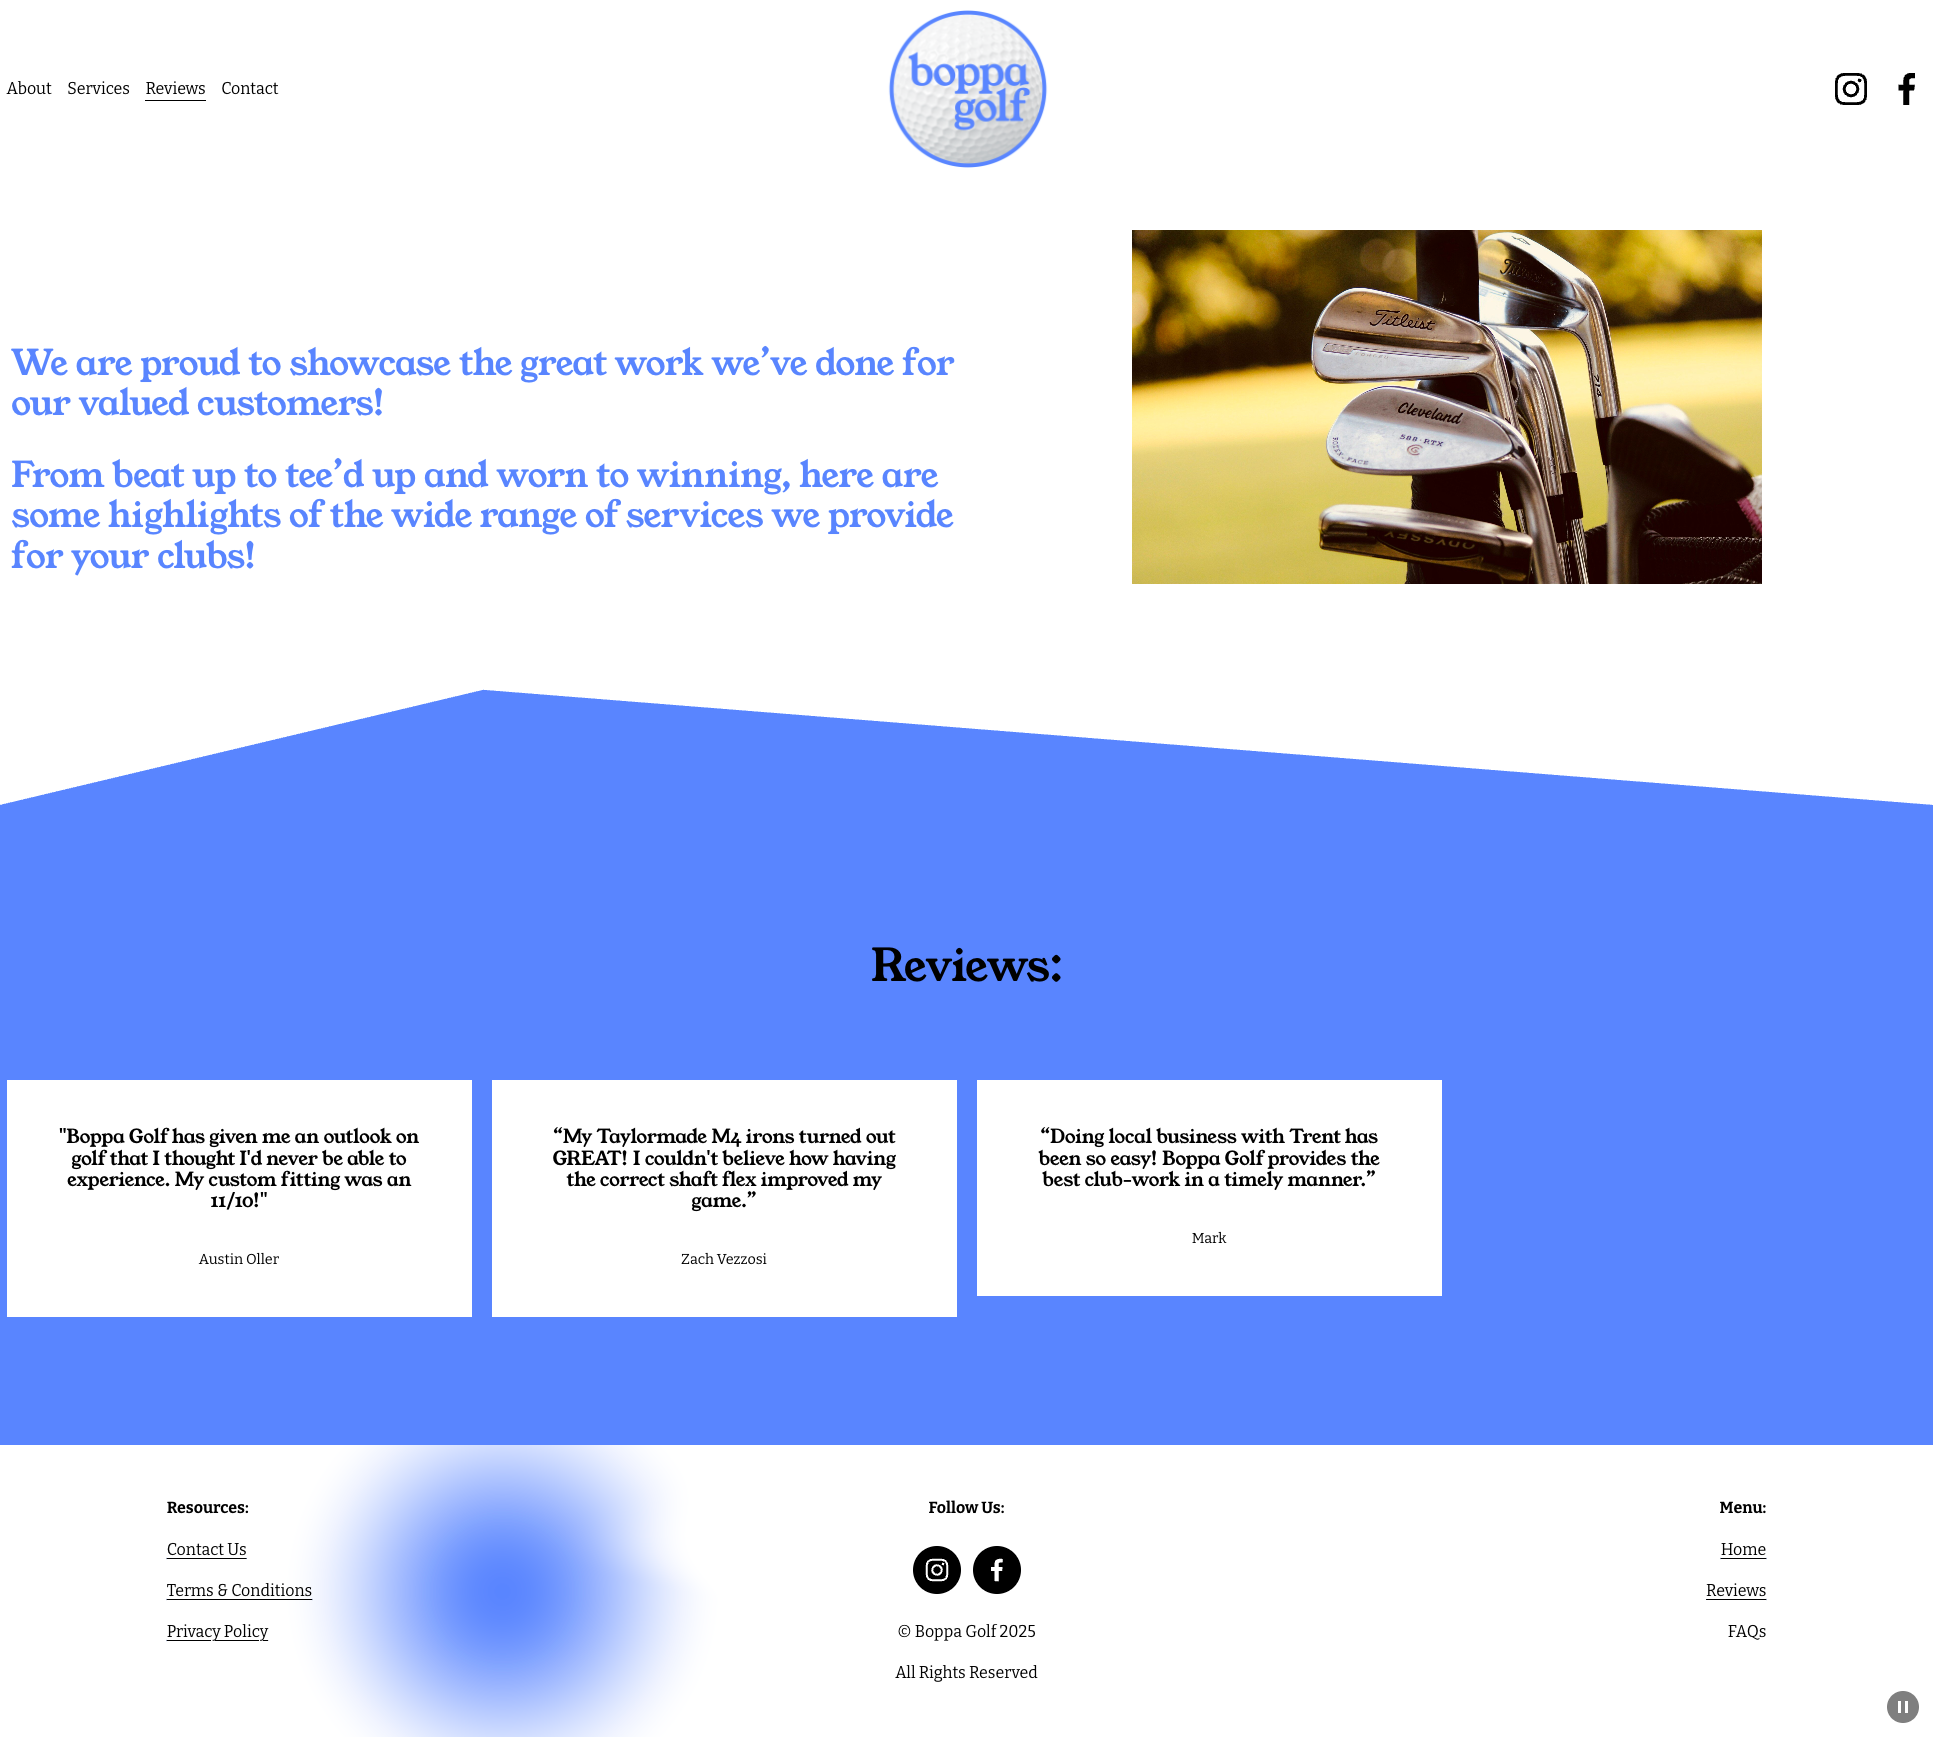 About Services Reviews Contact
boppa
golf
We are proud to showcase the great work we’ve done for
our valued customers!
From beat up to tee’d up and worn to winning, here are
some highlights of the wide range of services we provide
for your clubs!
Titleist
Titleist
Cleveland
588·RTX
ROTEX FACE
ODYSSEY
Reviews:
"Boppa Golf has given me an outlook on
golf that I thought I'd never be able to
experience. My custom fitting was an
11/10!"
Austin Oller
“My Taylormade M4 irons turned out
GREAT! I couldn't believe how having
the correct shaft flex improved my
game.”
Zach Vezzosi
“Doing local business with Trent has
been so easy! Boppa Golf provides the
best club-work in a timely manner.”
Mark
Resources:
Contact Us
Terms & Conditions
Privacy Policy
Follow Us:
© Boppa Golf 2025
All Rights Reserved
Menu:
Home
Reviews
FAQs